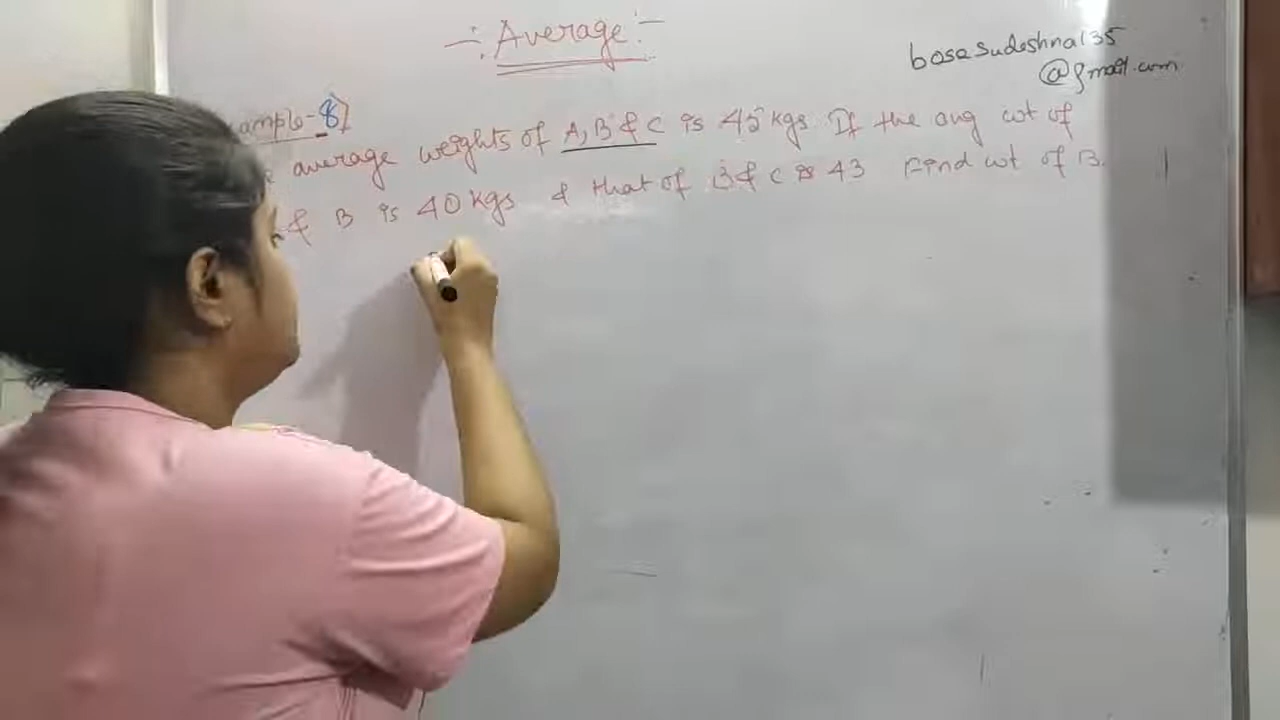 -: Average :-
bosesudeshna135
@gmail.com
ample-8)
average weights of A, B & C is 45 kgs. If the avg wt of
& B is 40 kgs & that of B & C is 43 Find wt of B.